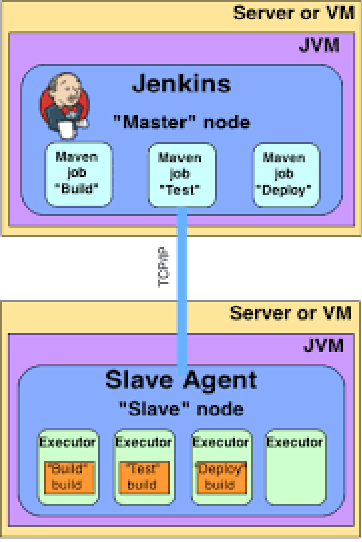 Server or VM
JVM
Jenkins
"Master" node
Maven job "Build"
Maven job "Test"
Maven job "Deploy"
TCP/IP
Server or VM
JVM
Slave Agent
"Slave" node
Executor
"Build" build
Executor
"Test" build
Executor
"Deploy" build
Executor